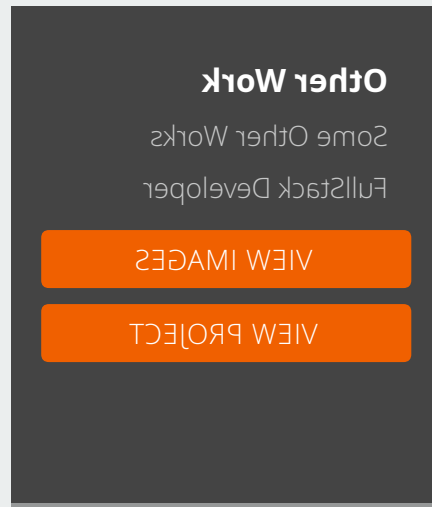 Other Work
Some Other Works
FullStack Developer
VIEW IMAGES
VIEW PROJECT